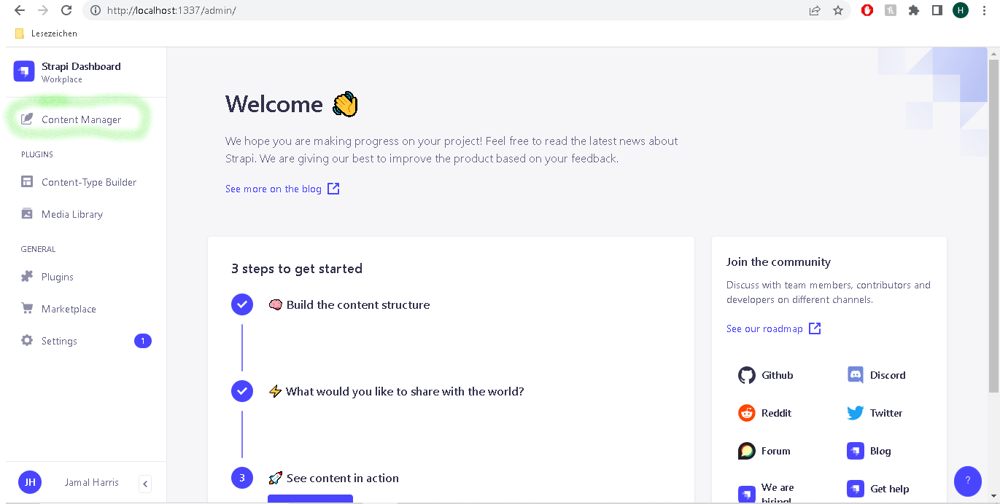 http://localhost:1337/admin/
H
Lesezeichen
Strapi Dashboard
Workplace
Content Manager
PLUGINS
Content-Type Builder
Media Library
GENERAL
Plugins
Marketplace
Settings
1
JH
Jamal Harris
Welcome
We hope you are making progress on your project! Feel free to read the latest news about
Strapi. We are giving our best to improve the product based on your feedback.
See more on the blog
3 steps to get started
Build the content structure
What would you like to share with the world?
3
See content in action
Join the community
Discuss with team members, contributors and
developers on different channels.
See our roadmap
Github
Discord
Reddit
Twitter
Forum
Blog
We are
hiring!
Get help
?